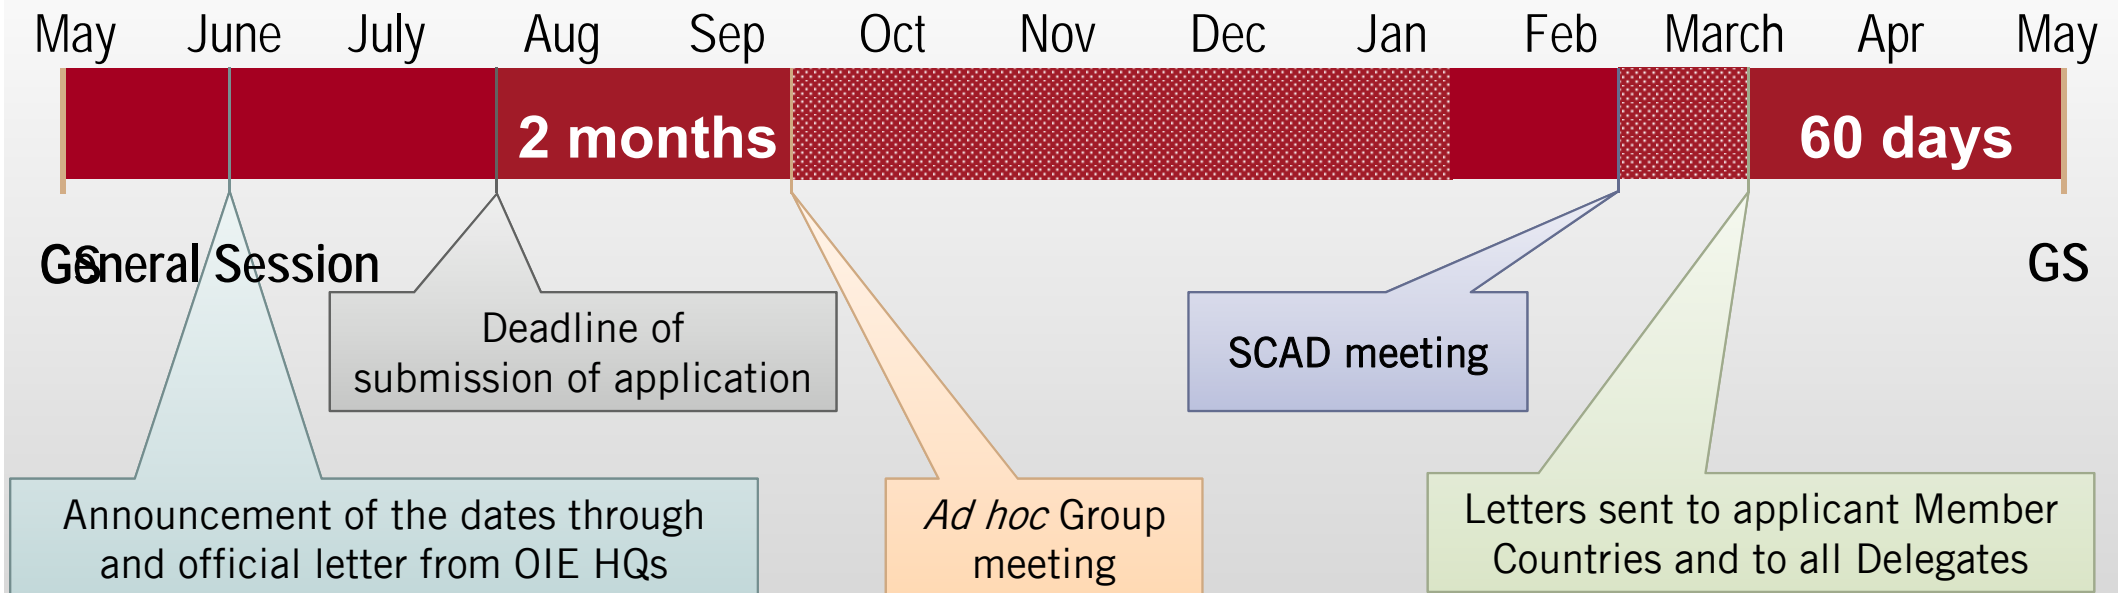 May June July Aug Sep Oct Nov Dec Jan Feb March Apr May
2 months
60 days
GS
General Session
GS
Deadline of
submission of application
SCAD meeting
Announcement of the dates through
and official letter from OIE HQs
Ad hoc Group
meeting
Letters sent to applicant Member
Countries and to all Delegates